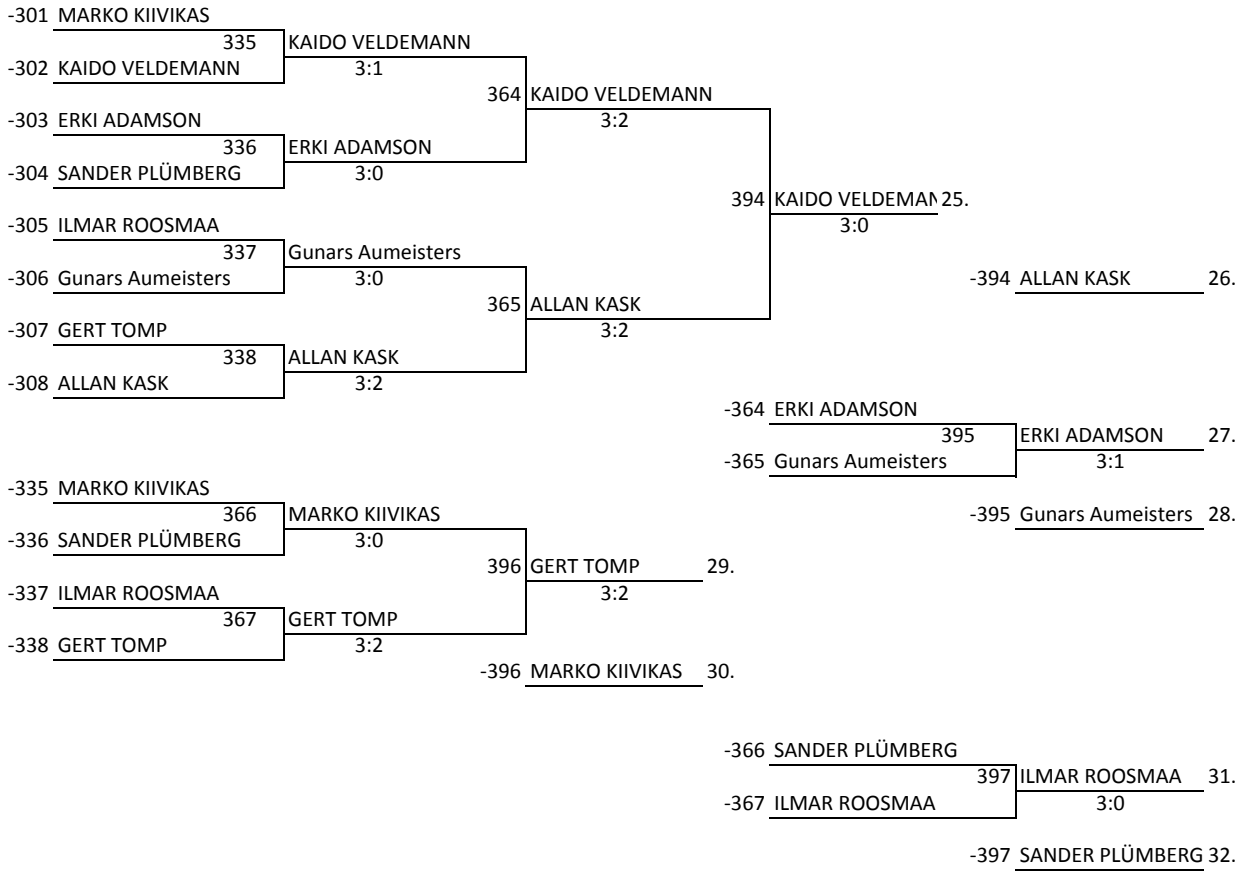 -301 MARKO KIIVIKAS
335 KAIDO VELDEMANN
-302 KAIDO VELDEMANN 3:1
364 KAIDO VELDEMANN
-303 ERKI ADAMSON 3:2
336 ERKI ADAMSON
-304 SANDER PLÜMBERG 3:0
394 KAIDO VELDEMAN 25.
-305 ILMAR ROOSMAA 3:0
337 Gunars Aumeisters
-306 Gunars Aumeisters 3:0 -394 ALLAN KASK 26.
365 ALLAN KASK
-307 GERT TOMP 3:2
338 ALLAN KASK
-308 ALLAN KASK 3:2
-364 ERKI ADAMSON
395 ERKI ADAMSON 27.
-365 Gunars Aumeisters 3:1
-335 MARKO KIIVIKAS
366 MARKO KIIVIKAS -395 Gunars Aumeisters 28.
-336 SANDER PLÜMBERG 3:0
396 GERT TOMP 29.
-337 ILMAR ROOSMAA 3:2
367 GERT TOMP
-338 GERT TOMP 3:2
-396 MARKO KIIVIKAS 30.
-366 SANDER PLÜMBERG
397 ILMAR ROOSMAA 31.
-367 ILMAR ROOSMAA 3:0
-397 SANDER PLÜMBERG 32.